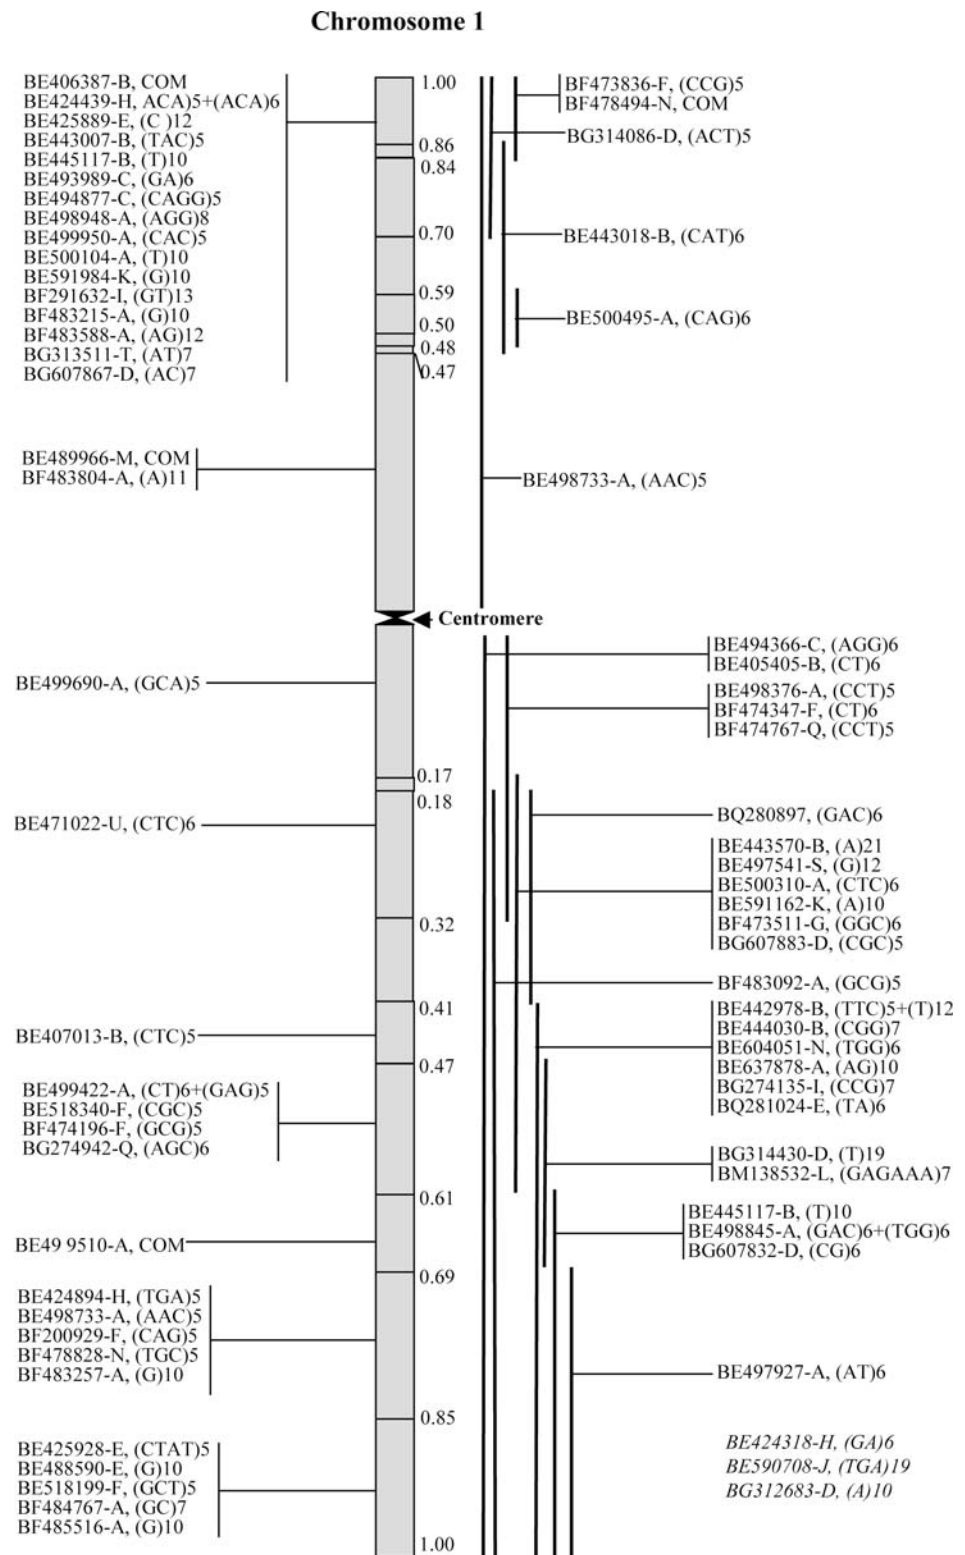 Chromosome 1
BE406387-B, COM
BE424439-H, ACA)5+(ACA)6
BE425889-E, (C )12
BE443007-B, (TAC)5
BE445117-B, (T)10
BE493989-C, (GA)6
BE494877-C, (CAGG)5
BE498948-A, (AGG)8
BE499950-A, (CAC)5
BE500104-A, (T)10
BE591984-K, (G)10
BF291632-I, (GT)13
BF483215-A, (G)10
BF483588-A, (AG)12
BG313511-T, (AT)7
BG607867-D, (AC)7
BE489966-M, COM
BF483804-A, (A)11
1.00
0.86
0.84
0.70
0.59
0.50
0.48
0.47
BF473836-F, (CCG)5
BF478494-N, COM
BG314086-D, (ACT)5
BE443018-B, (CAT)6
BE500495-A, (CAG)6
BE498733-A, (AAC)5
Centromere
BE499690-A, (GCA)5
BE471022-U, (CTC)6
BE407013-B, (CTC)5
BE499422-A, (CT)6+(GAG)5
BE518340-F, (CGC)5
BF474196-F, (GCG)5
BG274942-Q, (AGC)6
BE49 9510-A, COM
BE424894-H, (TGA)5
BE498733-A, (AAC)5
BF200929-F, (CAG)5
BF478828-N, (TGC)5
BF483257-A, (G)10
BE425928-E, (CTAT)5
BE488590-E, (G)10
BE518199-F, (GCT)5
BF484767-A, (GC)7
BF485516-A, (G)10
0.17
0.18
0.32
0.41
0.47
0.61
0.69
0.85
1.00
BE494366-C, (AGG)6
BE405405-B, (CT)6
BE498376-A, (CCT)5
BF474347-F, (CT)6
BF474767-Q, (CCT)5
BQ280897, (GAC)6
BE443570-B, (A)21
BE497541-S, (G)12
BE500310-A, (CTC)6
BE591162-K, (A)10
BF473511-G, (GGC)6
BG607883-D, (CGC)5
BF483092-A, (GCG)5
BE442978-B, (TTC)5+(T)12
BE444030-B, (CGG)7
BE604051-N, (TGG)6
BE637878-A, (AG)10
BG274135-I, (CCG)7
BQ281024-E, (TA)6
BG314430-D, (T)19
BM138532-L, (GAGAAA)7
BE445117-B, (T)10
BE498845-A, (GAC)6+(TGG)6
BG607832-D, (CG)6
BE497927-A, (AT)6
BE424318-H, (GA)6
BE590708-J, (TGA)19
BG312683-D, (A)10